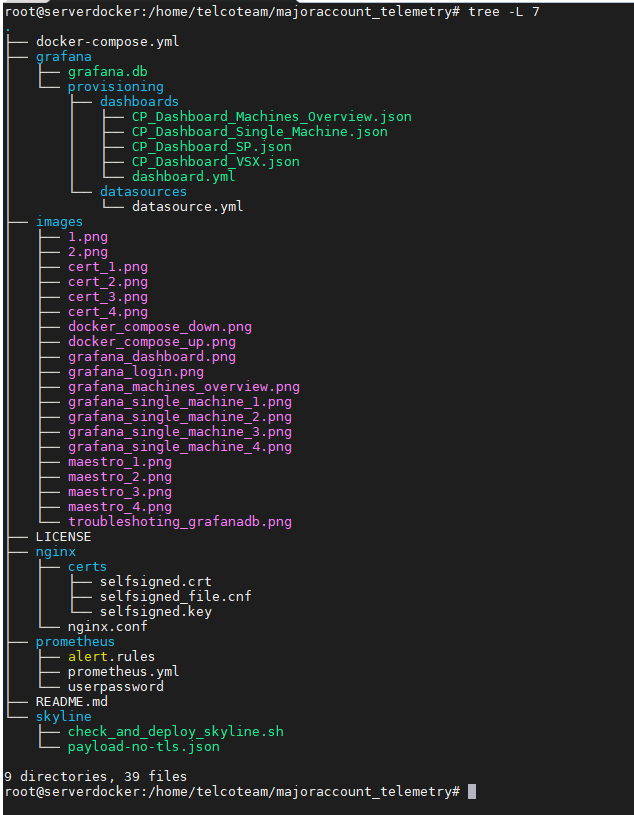 root@serverdocker:/home/telcoteam/majoraccount_telemetry# tree -L 7
.
├── docker-compose.yml
├── grafana
│   ├── grafana.db
│   └── provisioning
│       ├── dashboards
│       │   ├── CP_Dashboard_Machines_Overview.json
│       │   ├── CP_Dashboard_Single_Machine.json
│       │   ├── CP_Dashboard_SP.json
│       │   ├── CP_Dashboard_VSX.json
│       │   └── dashboard.yml
│       └── datasources
│           └── datasource.yml
├── images
│   ├── 1.png
│   ├── 2.png
│   ├── cert_1.png
│   ├── cert_2.png
│   ├── cert_3.png
│   ├── cert_4.png
│   ├── docker_compose_down.png
│   ├── docker_compose_up.png
│   ├── grafana_dashboard.png
│   ├── grafana_login.png
│   ├── grafana_machines_overview.png
│   ├── grafana_single_machine_1.png
│   ├── grafana_single_machine_2.png
│   ├── grafana_single_machine_3.png
│   ├── grafana_single_machine_4.png
│   ├── maestro_1.png
│   ├── maestro_2.png
│   ├── maestro_3.png
│   ├── maestro_4.png
│   └── troubleshoting_grafanadb.png
├── LICENSE
├── nginx
│   ├── certs
│   │   ├── selfsigned.crt
│   │   ├── selfsigned_file.cnf
│   │   └── selfsigned.key
│   └── nginx.conf
├── prometheus
│   ├── alert.rules
│   ├── prometheus.yml
│   └── userpassword
├── README.md
└── skyline
    ├── check_and_deploy_skyline.sh
    └── payload-no-tls.json
9 directories, 39 files
root@serverdocker:/home/telcoteam/majoraccount_telemetry#